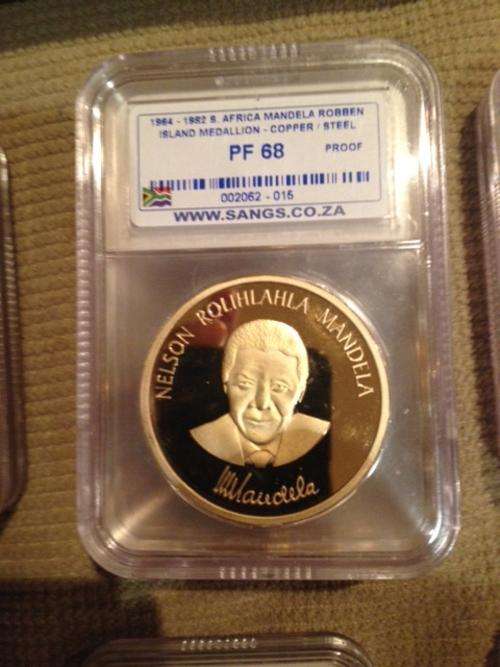 1964 - 1982 S. AFRICA MANDELA ROBBEN
ISLAND MEDALLION - COPPER / STEEL
PF 68 PROOF
002062 - 015
WWW.SANGS.CO.ZA
NELSON ROLIHLAHLA MANDELA
Mandela